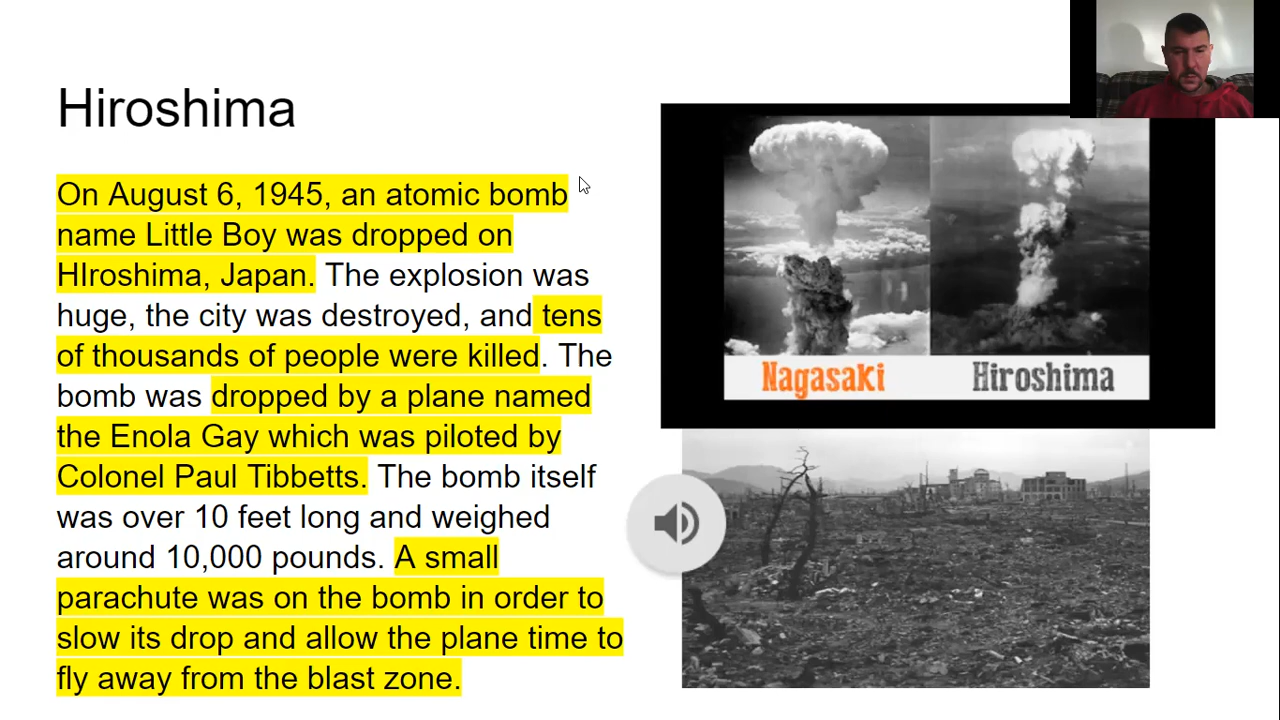 Hiroshima
On August 6, 1945, an atomic bomb
name Little Boy was dropped on
HIroshima, Japan. The explosion was
huge, the city was destroyed, and tens
of thousands of people were killed. The
bomb was dropped by a plane named
the Enola Gay which was piloted by
Colonel Paul Tibbetts. The bomb itself
was over 10 feet long and weighed
around 10,000 pounds. A small
parachute was on the bomb in order to
slow its drop and allow the plane time to
fly away from the blast zone.
Nagasaki
Hiroshima